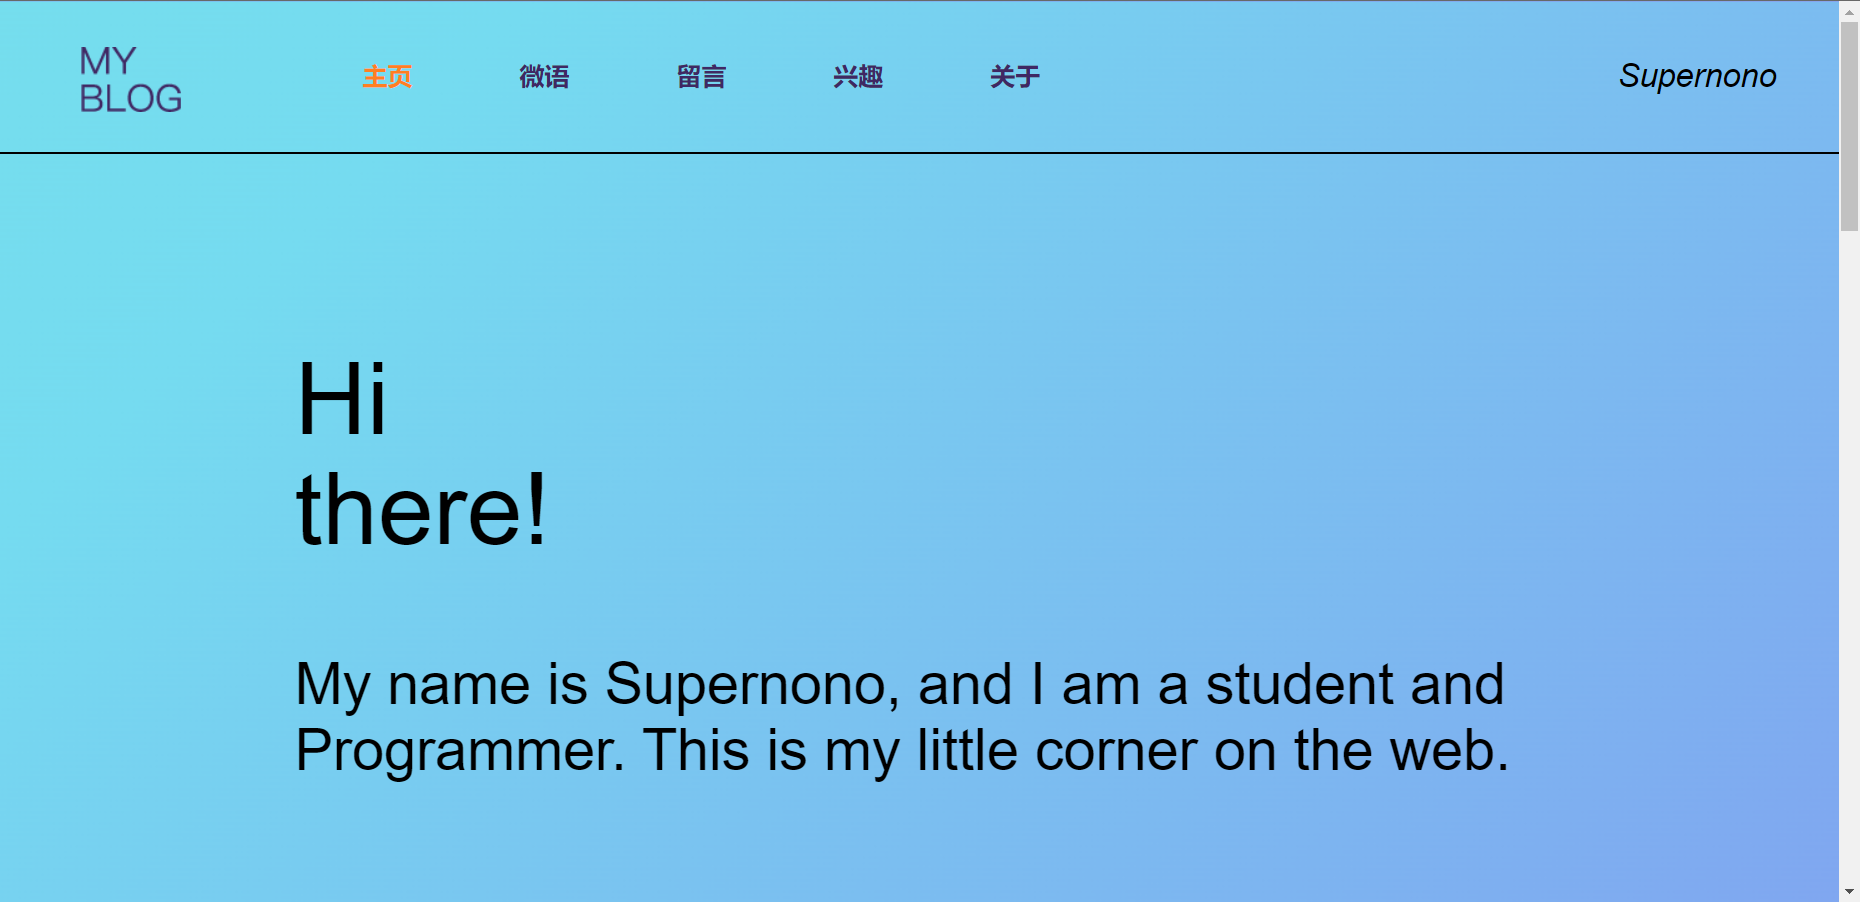 MY
BLOG
主页 微语 留言 兴趣 关于 Supernono
Hi
there!
My name is Supernono, and I am a student and
Programmer. This is my little corner on the web.